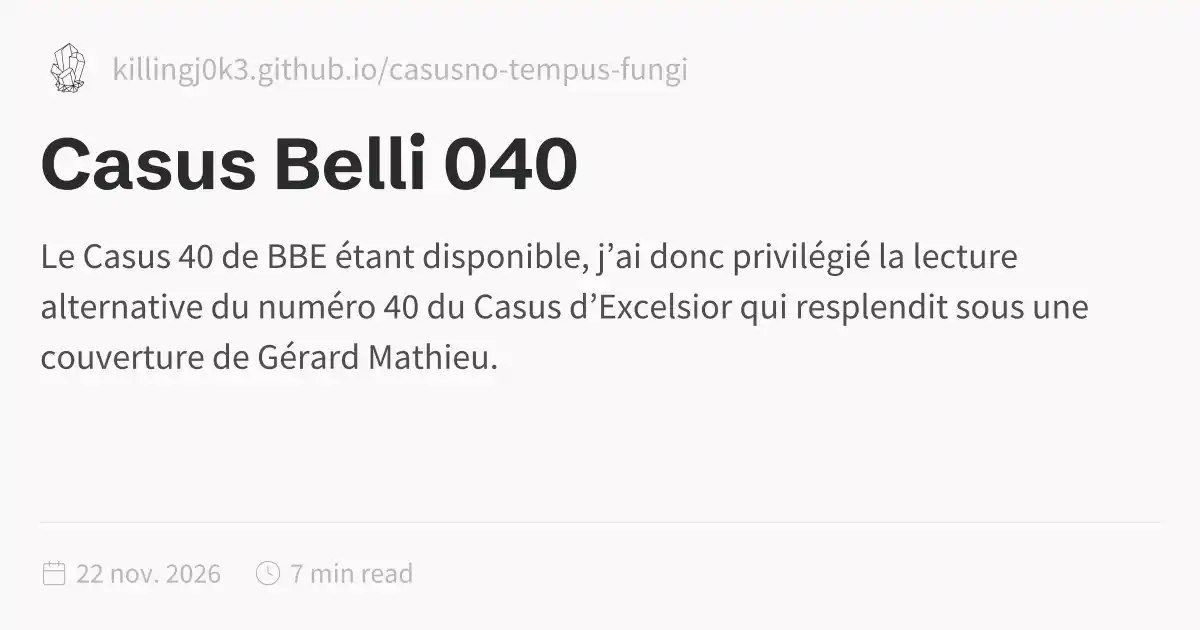 killingj0k3.github.io/casusno-tempus-fungi
Casus Belli 040
Le Casus 40 de BBE étant disponible, j’ai donc privilégié la lecture
alternative du numéro 40 du Casus d’Excelsior qui resplendit sous une
couverture de Gérard Mathieu.
22 nov. 2026 7 min read